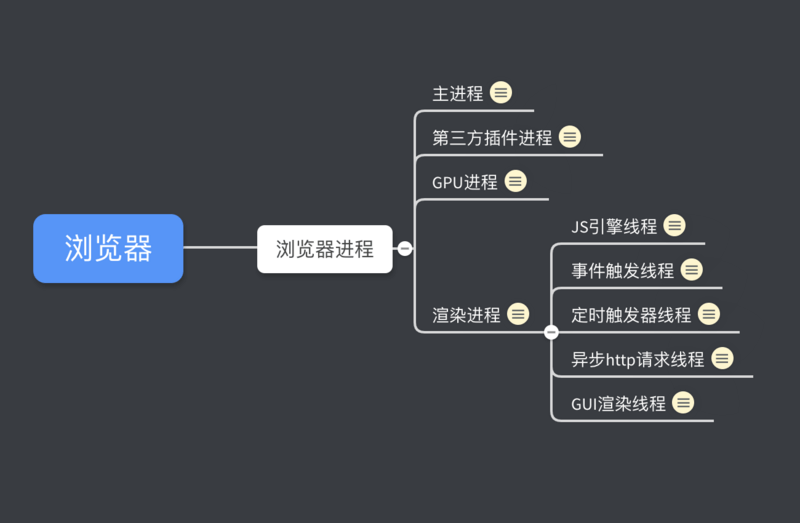 浏览器
浏览器进程
主进程
第三方插件进程
GPU进程
渲染进程
JS引擎线程
事件触发线程
定时触发器线程
异步http请求线程
GUI渲染线程